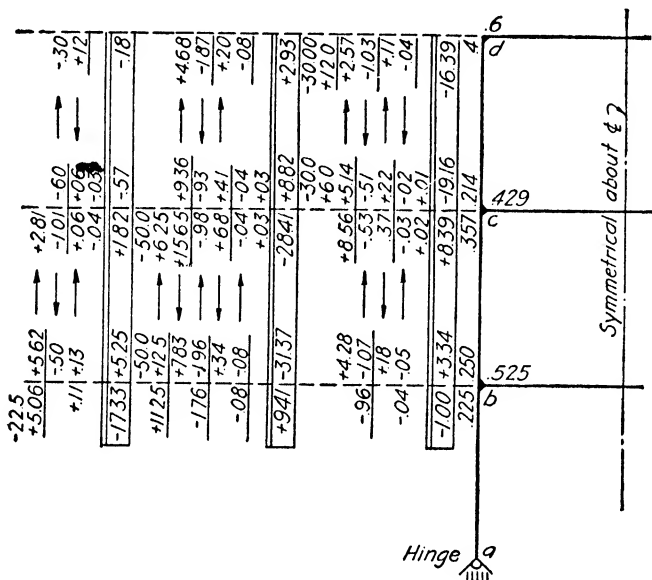 -22.5
+5.06 +5.62 +2.81
-.50 -1.01 -.60 -.30
+.11 +.13 +.06 +.06 +.12
-.04 -.03
-17.33 +5.25 +1.82 -.57 -.18
-50.0 -50.0
+11.25 +12.5 +6.25
+7.83 +15.65 +9.36 +4.68
-1.76 -1.96 -.98 -.93 -1.87
+.34 +.68 +.41 +.20
-.08 -.08 -.04 -.04 -.08
+.03 +.03
+9.41 -31.37 -28.41 +8.82 +2.93
-30.0 -30.00
+6.0 +12.0
+4.28 +8.56 +5.14 +2.57
-.96 -1.07 -.53 -.51 -1.03
+.18 .37 +.22 +.11
-.04 -.05 -.03 -.02 -.04
+.02 +.01
-1.00 +3.34 +8.39 -19.16 -16.39
.225 .250 .357 .214 .4
.6
d
.429
c
.525
b
Hinge a
Symmetrical about ₵